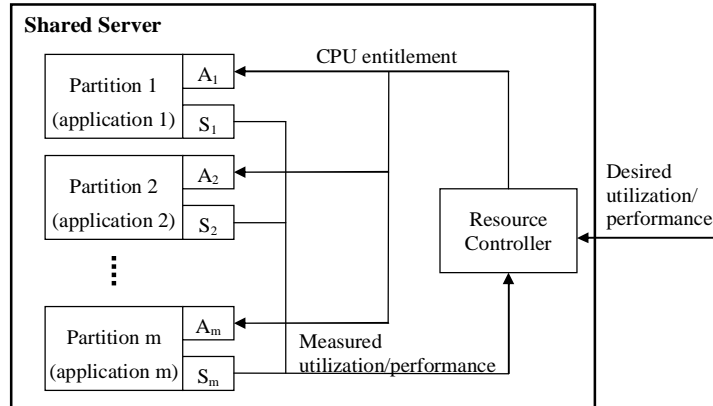 Shared Server
Partition 1
(application 1)
A₁
S₁
CPU entitlement
Partition 2
(application 2)
A₂
S₂
Resource
Controller
Desired
utilization/
performance
Partition m
(application m)
Aₘ
Sₘ
Measured
utilization/performance